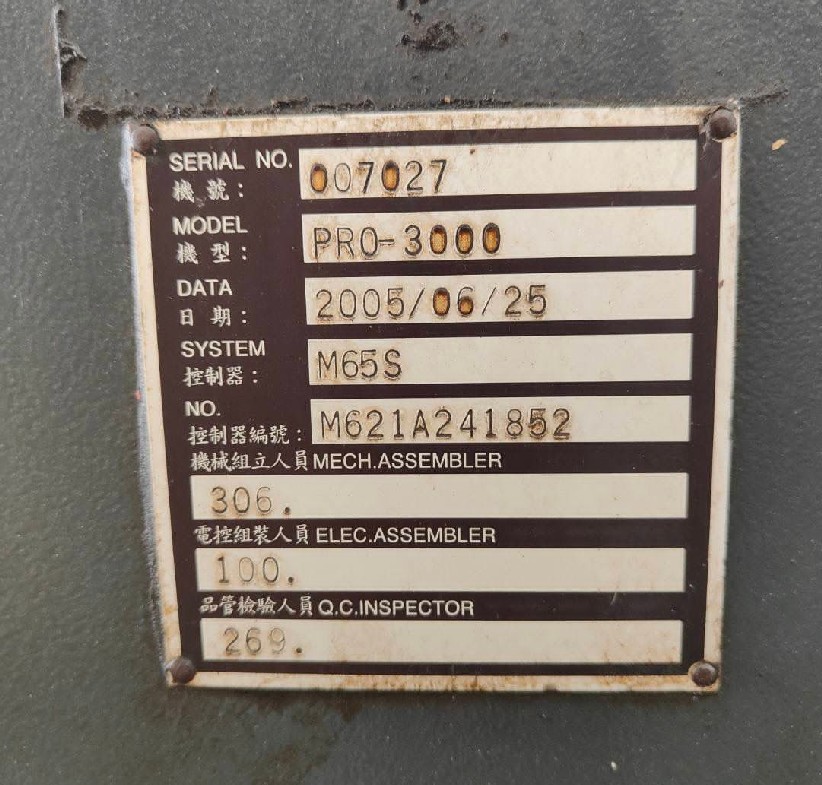 SERIAL NO. 007027
機號:
MODEL PRO-3000
機型:
DATA 2005/06/25
日期:
SYSTEM M65S
控制器:
NO. M621A241852
控制器編號:
機械組立人員 MECH.ASSEMBLER
306.
電控組裝人員 ELEC.ASSEMBLER
100.
品管檢驗人員 Q.C.INSPECTOR
269.